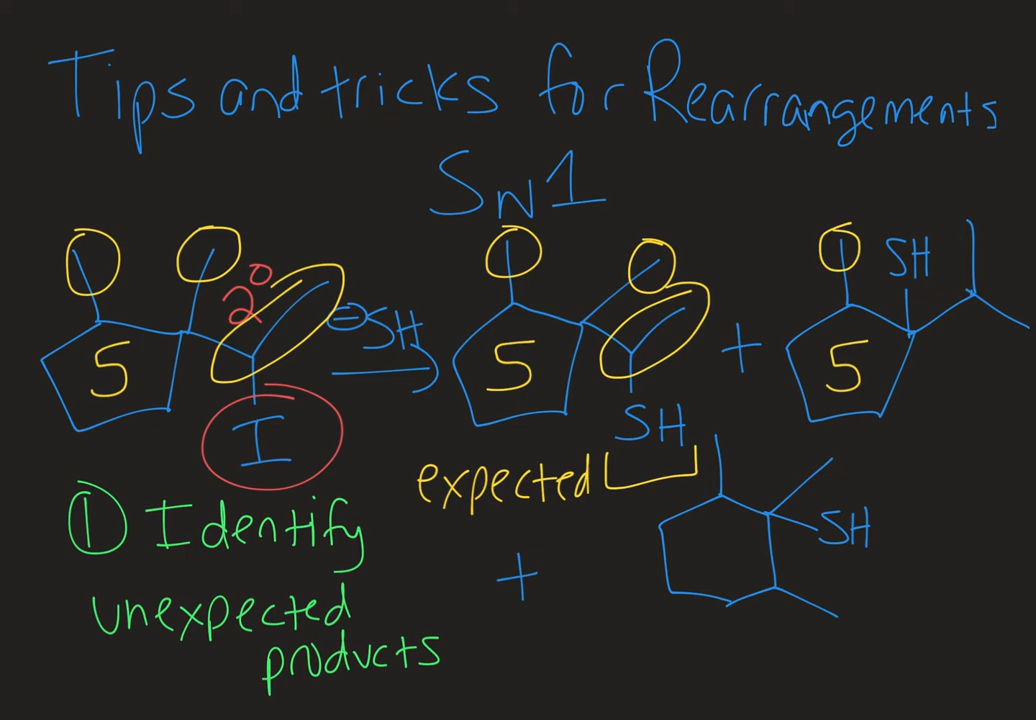 Tips and tricks for Rearrangements
SN1
2° ⊖SH SH
5 5 + 5
I SH
expected
① Identify SH
unexpected +
products